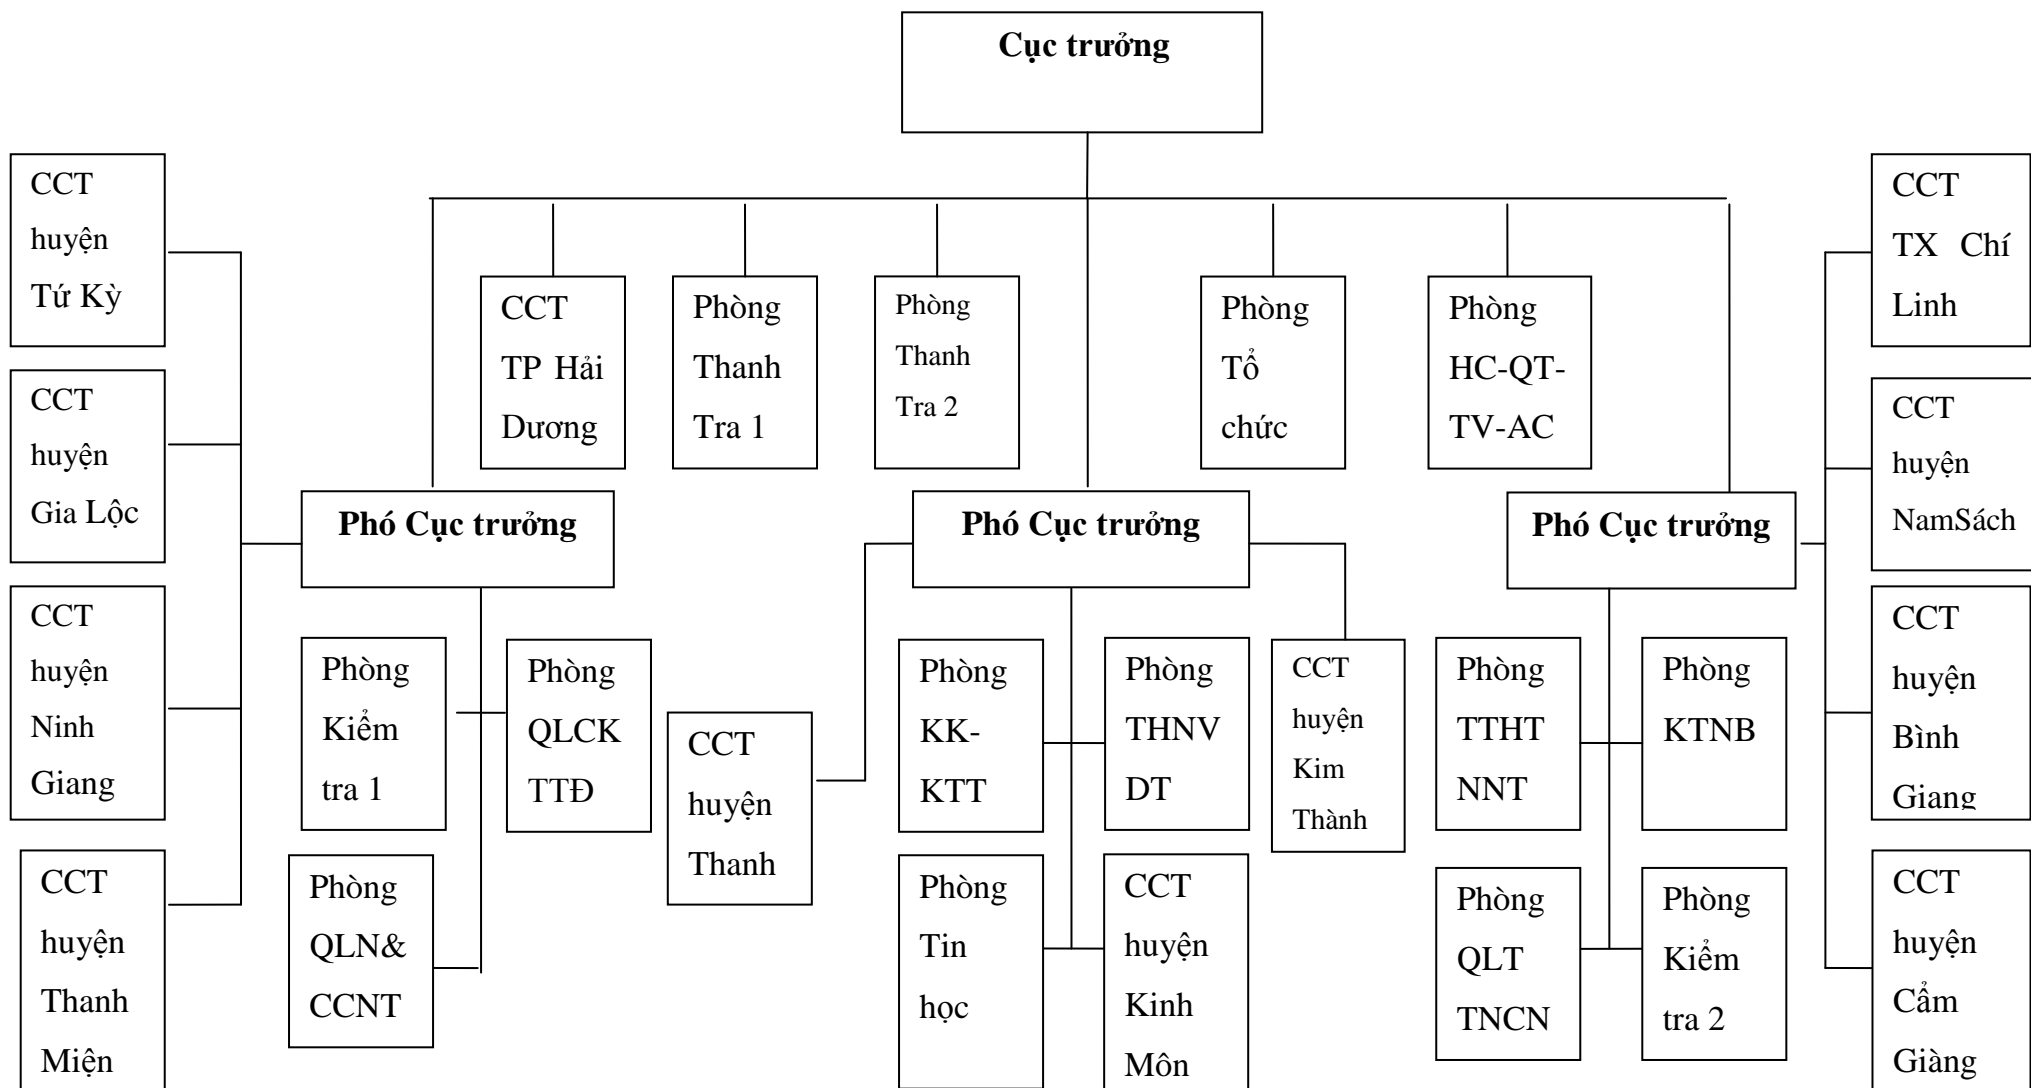 Cục trưởng
CCT
huyện
Tứ Kỳ
CCT
TX Chí
Linh
CCT
TP Hải
Dương
Phòng
Thanh
Tra 1
Phòng
Thanh
Tra 2
Phòng
Tổ
chức
Phòng
HC-QT-
TV-AC
CCT
huyện
Gia Lộc
CCT
huyện
NamSách
Phó Cục trưởng
Phó Cục trưởng
Phó Cục trưởng
CCT
huyện
Ninh
Giang
Phòng
Kiểm
tra 1
Phòng
QLCK
TTĐ
CCT
huyện
Thanh
Phòng
KK-
KTT
Phòng
THNV
DT
CCT
huyện
Kim
Thành
Phòng
TTHT
NNT
Phòng
KTNB
CCT
huyện
Bình
Giang
CCT
huyện
Thanh
Miện
Phòng
QLN&
CCNT
Phòng
Tin
học
CCT
huyện
Kinh
Môn
Phòng
QLT
TNCN
Phòng
Kiểm
tra 2
CCT
huyện
Cẩm
Giàng